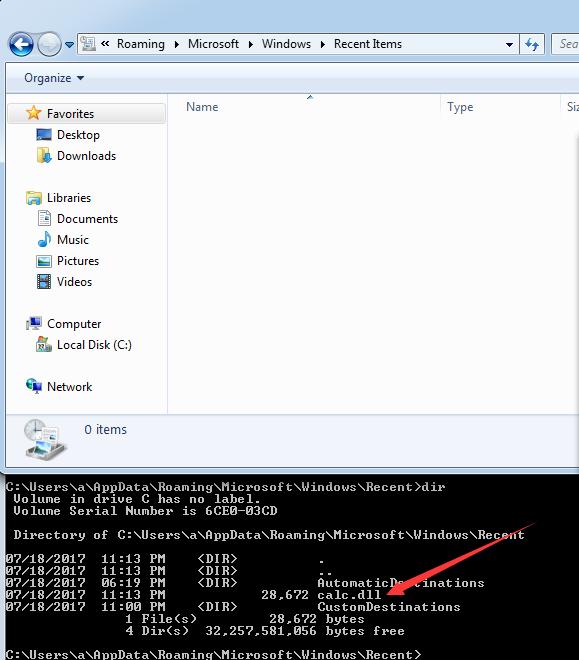 « Roaming Microsoft Windows Recent Items Sea
Organize
Favorites
Desktop
Downloads
Libraries
Documents
Music
Pictures
Videos
Computer
Local Disk (C:)
Network
Name Type Siz
0 items
C:\Users\a\AppData\Roaming\Microsoft\Windows\Recent>dir
Volume in drive C has no label.
Volume Serial Number is 6CE0-03CD
Directory of C:\Users\a\AppData\Roaming\Microsoft\Windows\Recent
07/18/2017 11:13 PM <DIR> .
07/18/2017 11:13 PM <DIR> ..
07/18/2017 06:19 PM <DIR> AutomaticDestinations
07/18/2017 11:13 PM 28,672 calc.dll
07/18/2017 11:00 PM <DIR> CustomDestinations
1 File(s) 28,672 bytes
4 Dir(s) 32,257,581,056 bytes free
C:\Users\a\AppData\Roaming\Microsoft\Windows\Recent>